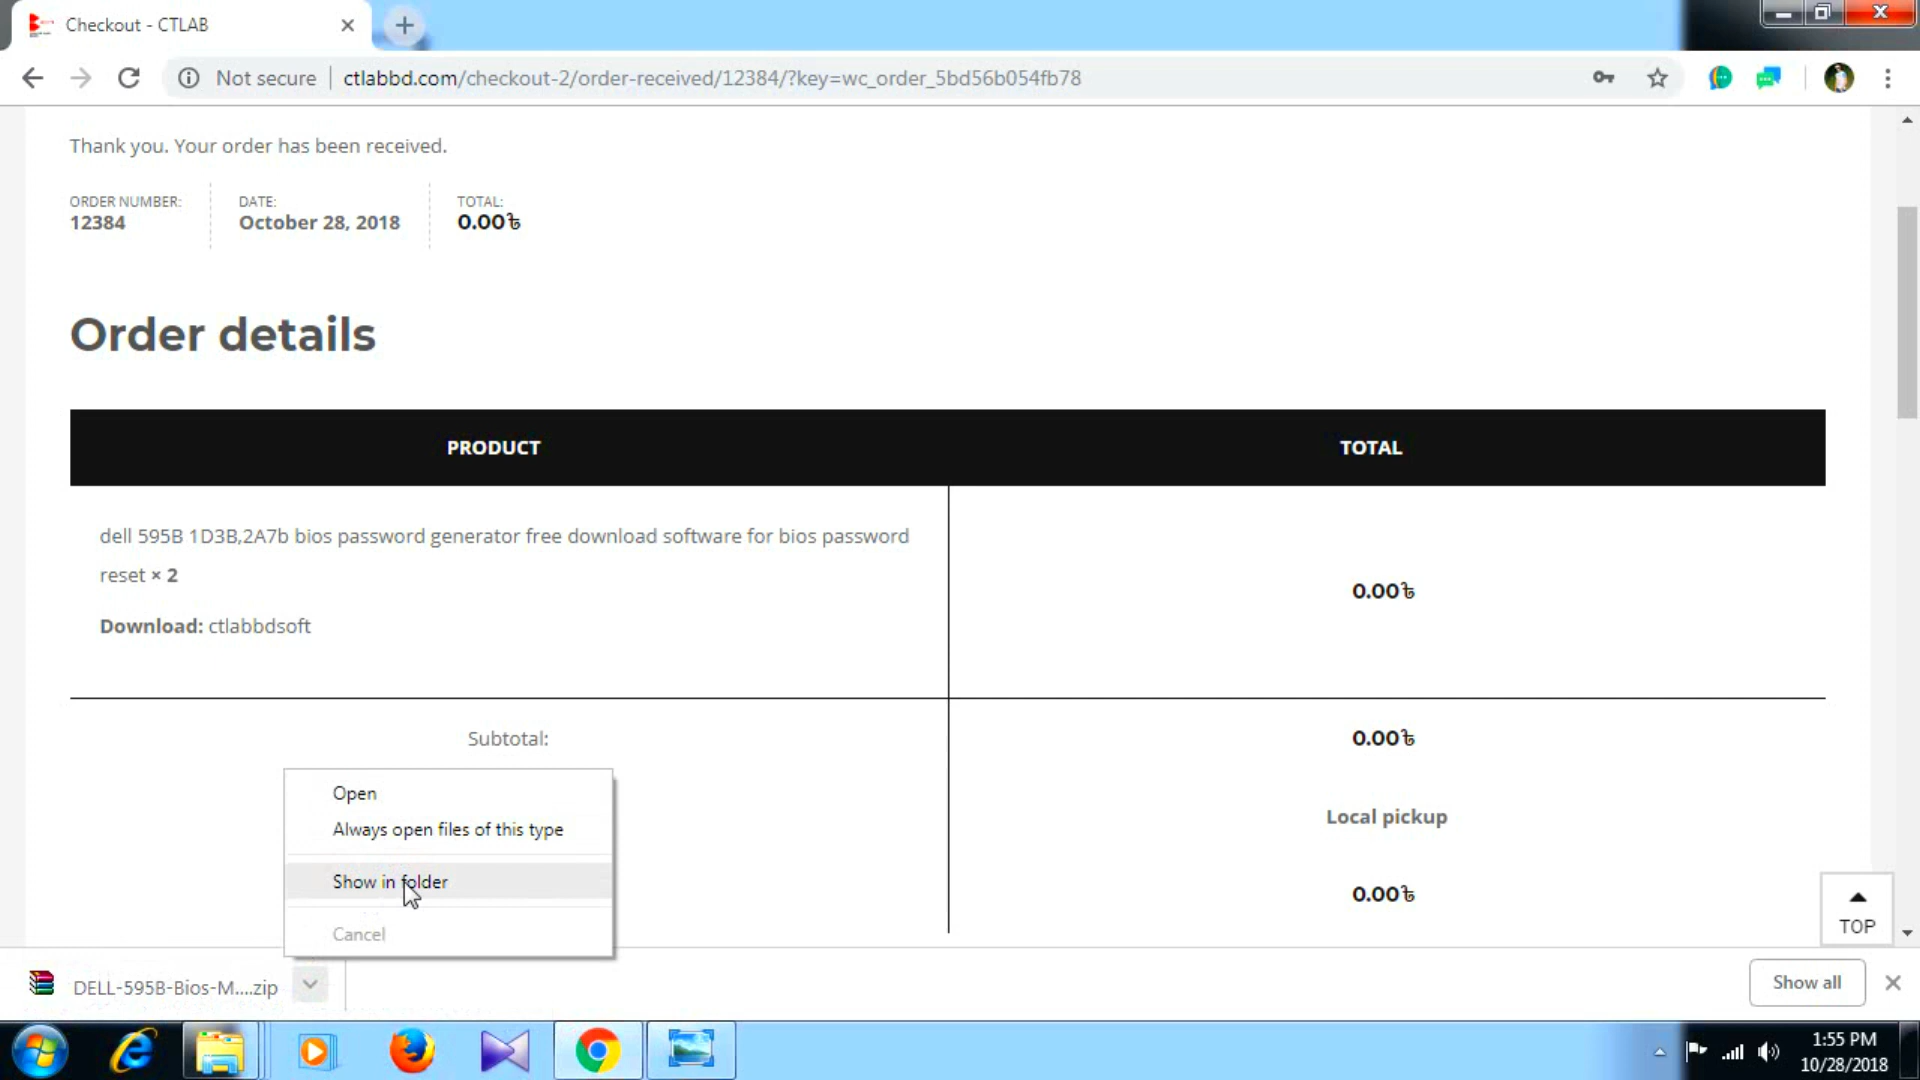 Checkout - CTLAB
Not secure
ctlabbd.com/checkout-2/order-received/12384/?key=wc_order_5bd56b054fb78
Thank you. Your order has been received.
ORDER NUMBER:
12384
DATE:
October 28, 2018
TOTAL:
0.00৳
Order details
PRODUCT
TOTAL
dell 595B 1D3B,2A7b bios password generator free download software for bios password
reset × 2
0.00৳
Download: ctlabbdsoft
Subtotal:
0.00৳
Open
Always open files of this type
Show in folder
Cancel
Local pickup
0.00৳
TOP
DELL-595B-Bios-M....zip
Show all
1:55 PM
10/28/2018